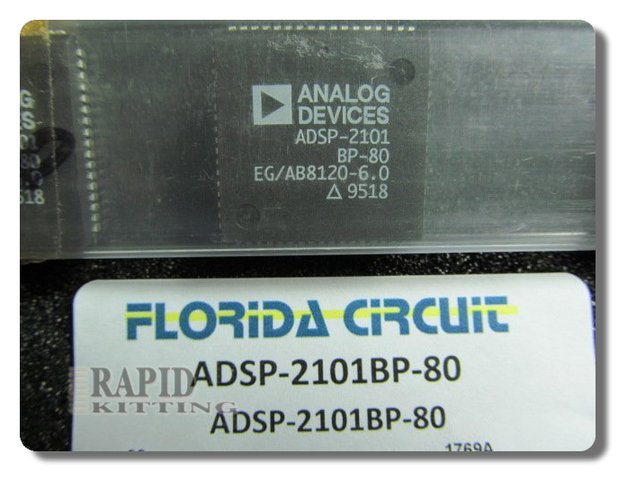 ANALOG
DEVICES
ADSP-2101
BP-80
EG/AB8120-6.0
△ 9518
9518
FLORIDA CIRCUIT
ADSP-2101BP-80
RAPID
KITTING
ADSP-2101BP-80
1769A